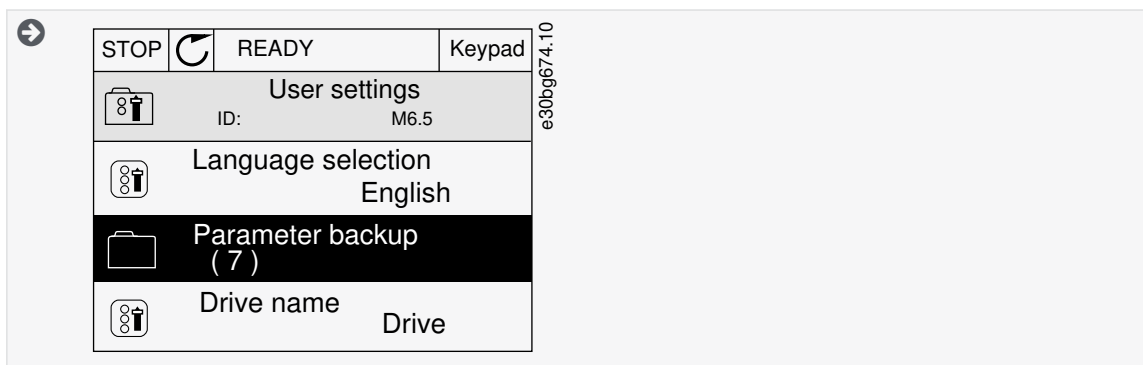 STOP READY Keypad
User settings
ID: M6.5
Language selection
English
Parameter backup
( 7 )
Drive name
Drive
e30bg674.10